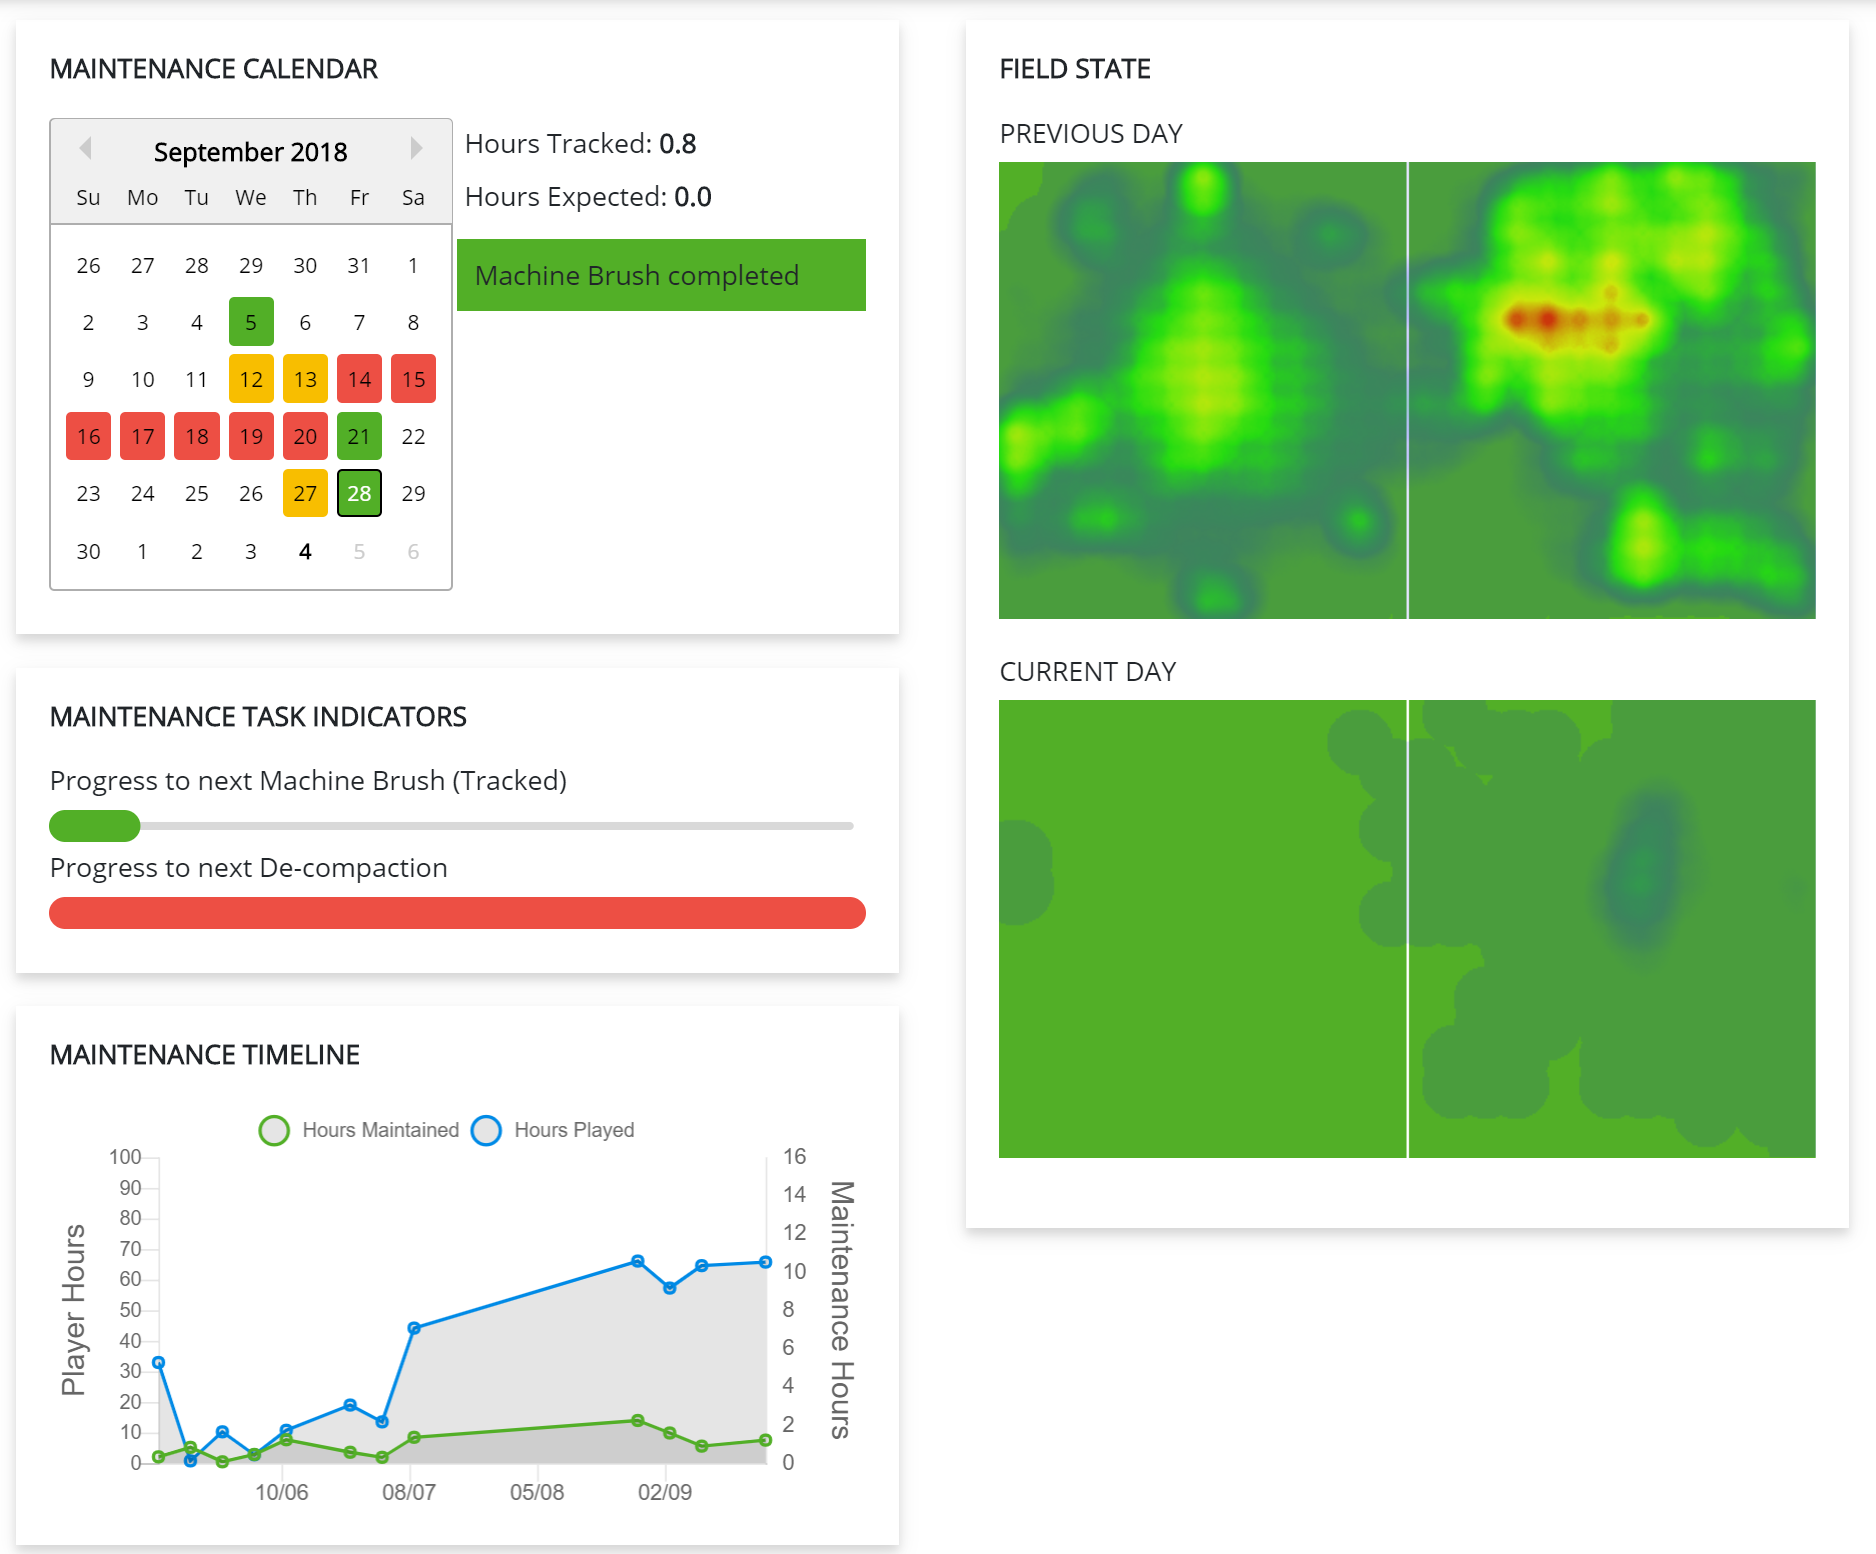 MAINTENANCE CALENDAR
September 2018
Su Mo Tu We Th Fr Sa
26 27 28 29 30 31 1
2 3 4 5 6 7 8
9 10 11 12 13 14 15
16 17 18 19 20 21 22
23 24 25 26 27 28 29
30 1 2 3 4 5 6
Hours Tracked: 0.8
Hours Expected: 0.0
Machine Brush completed
MAINTENANCE TASK INDICATORS
Progress to next Machine Brush (Tracked)
Progress to next De-compaction
MAINTENANCE TIMELINE
Hours Maintained Hours Played
Player Hours
100
90
80
70
60
50
40
30
20
10
0
16
14
12
10
8
6
4
2
0
Maintenance Hours
10/06 08/07 05/08 02/09
FIELD STATE
PREVIOUS DAY
CURRENT DAY